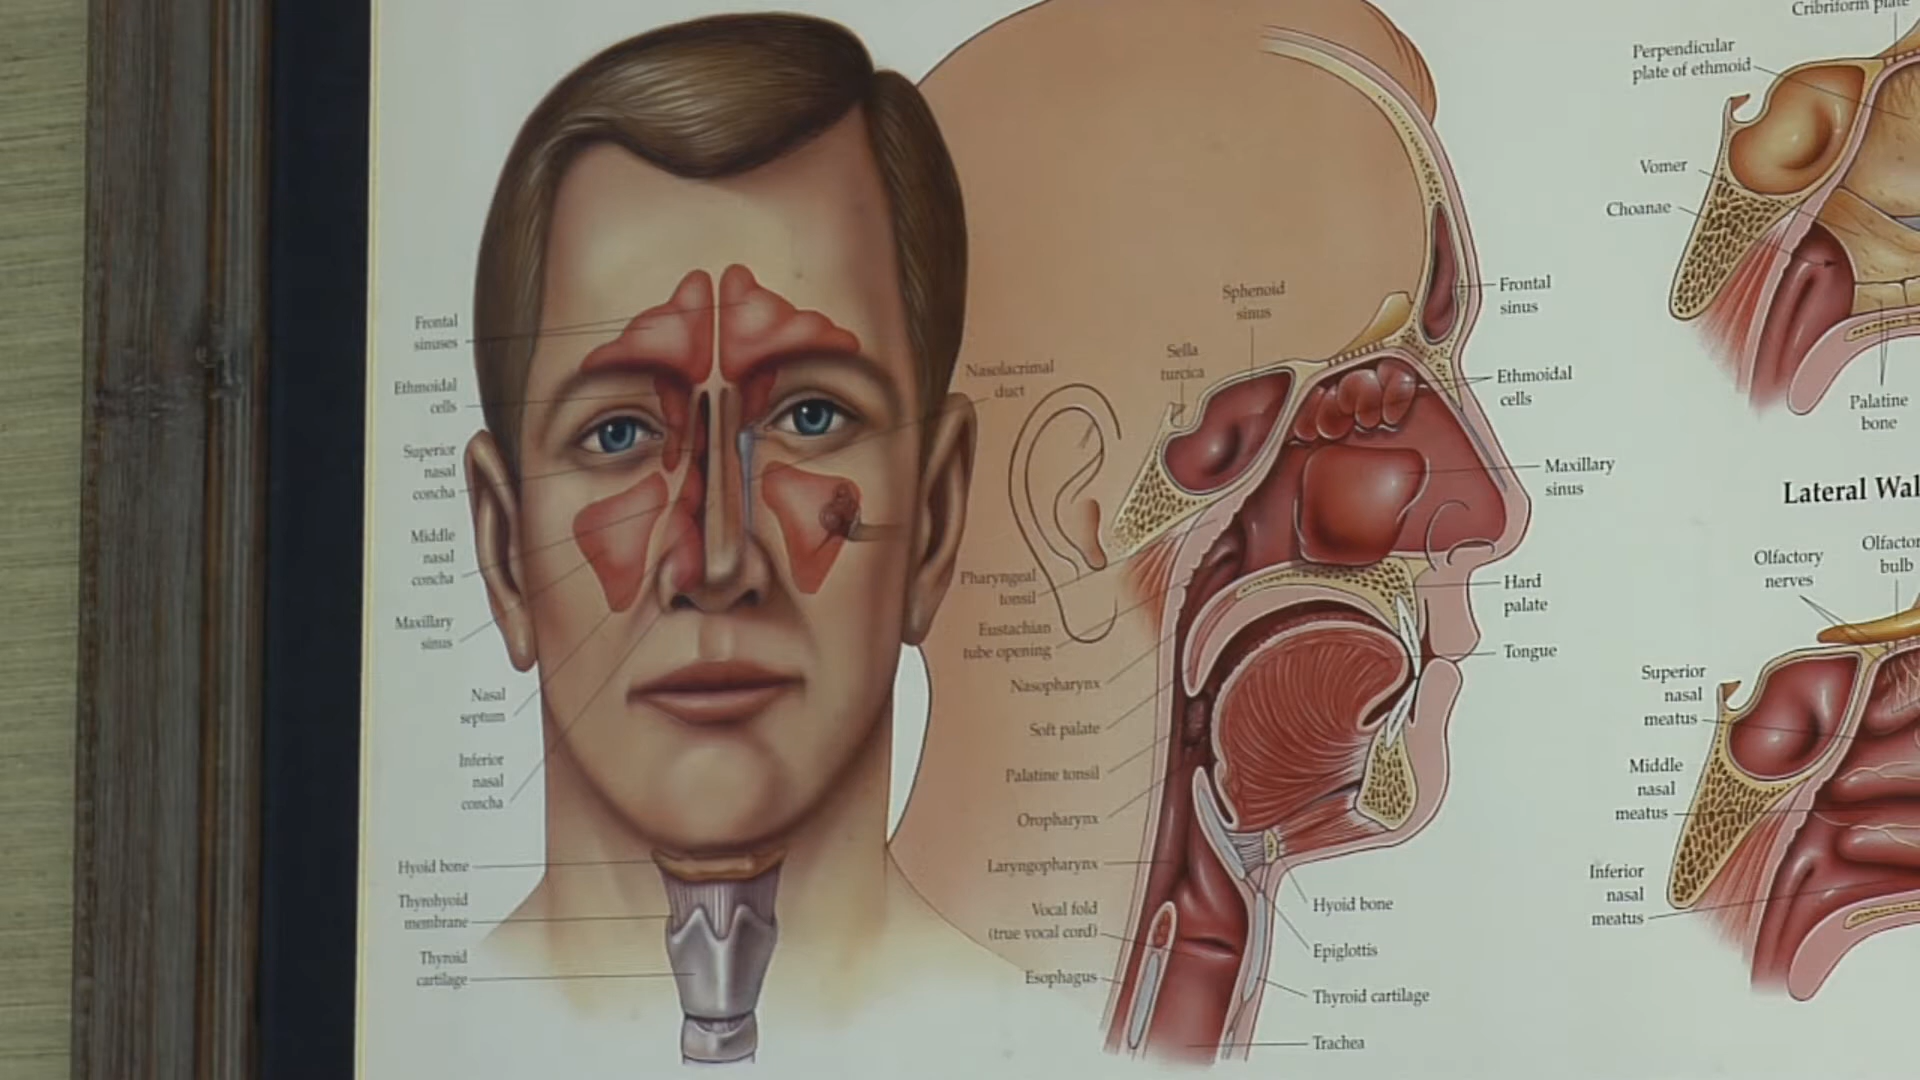 Frontal
sinuses
Ethmoidal
cells
Superior
nasal
concha
Middle
nasal
concha
Maxillary
sinus
Nasal
septum
Inferior
nasal
concha
Hyoid bone
Thyrohyoid
membrane
Thyroid
cartilage
Nasolacrimal
duct
Sella
turcica
Sphenoid
sinus
Pharyngeal
tonsil
Eustachian
tube opening
Nasopharynx
Soft palate
Palatine tonsil
Oropharynx
Laryngopharynx
Vocal fold
(true vocal cord)
Esophagus
Frontal
sinus
Ethmoidal
cells
Maxillary
sinus
Hard
palate
Tongue
Hyoid bone
Epiglottis
Thyroid cartilage
Trachea
Cribriform plate
Perpendicular
plate of ethmoid
Vomer
Choanae
Palatine
bone
Lateral
Olfactory
nerves
bulb
Superior
nasal
meatus
Middle
nasal
meatus
Inferior
nasal
meatus